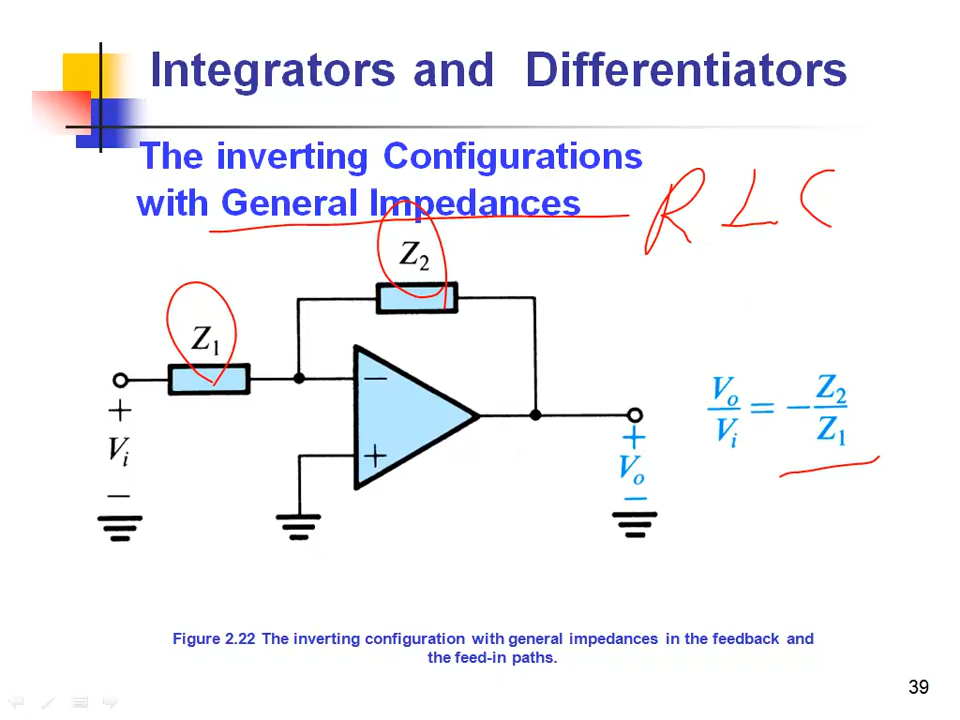 Integrators and Differentiators
The inverting Configurations
with General Impedances
R L C
Z2
Z1
−
+
+
Vi
−
+
Vo
−
Vo/Vi = −Z2/Z1
Figure 2.22 The inverting configuration with general impedances in the feedback and
the feed-in paths.
39